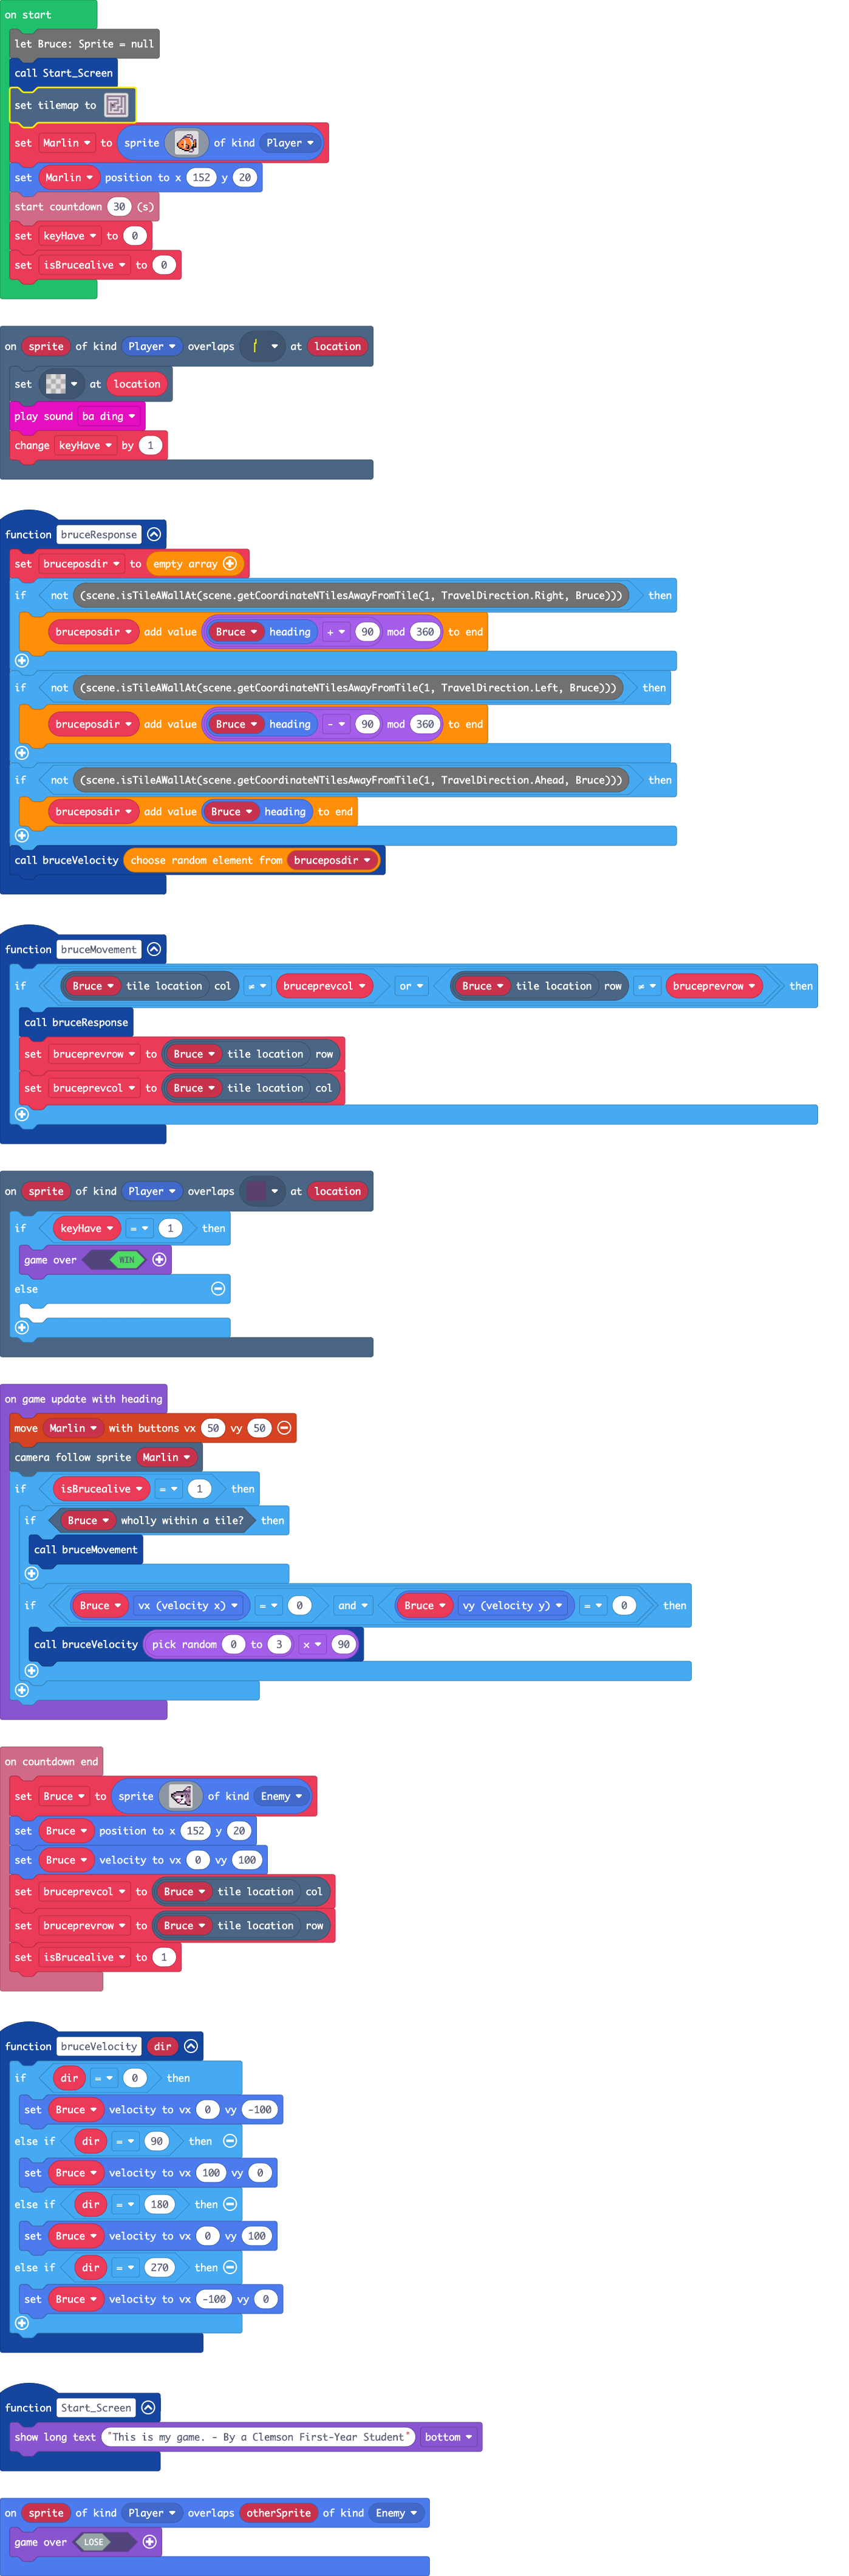 on start
let Bruce: Sprite = null
call Start_Screen
set tilemap to
set Marlin to sprite of kind Player
set Marlin position to x 152 y 20
start countdown 30 (s)
set keyHave to 0
set isBrucealive to 0
on sprite of kind Player overlaps at location
set at location
play sound ba ding
change keyHave by 1
function bruceResponse
set bruceposdir to empty array
if not (scene.isTileAWallAt(scene.getCoordinateNTilesAwayFromTile(1, TravelDirection.Right, Bruce))) then
bruceposdir add value Bruce heading + 90 mod 360 to end
if not (scene.isTileAWallAt(scene.getCoordinateNTilesAwayFromTile(1, TravelDirection.Left, Bruce))) then
bruceposdir add value Bruce heading - 90 mod 360 to end
if not (scene.isTileAWallAt(scene.getCoordinateNTilesAwayFromTile(1, TravelDirection.Ahead, Bruce))) then
bruceposdir add value Bruce heading to end
call bruceVelocity choose random element from bruceposdir
function bruceMovement
if Bruce tile location col ≠ bruceprevcol or Bruce tile location row ≠ bruceprevrow then
call bruceResponse
set bruceprevrow to Bruce tile location row
set bruceprevcol to Bruce tile location col
on sprite of kind Player overlaps at location
if keyHave = 1 then
game over WIN
else
on game update with heading
move Marlin with buttons vx 50 vy 50
camera follow sprite Marlin
if isBrucealive = 1 then
if Bruce wholly within a tile? then
call bruceMovement
if Bruce vx (velocity x) = 0 and Bruce vy (velocity y) = 0 then
call bruceVelocity pick random 0 to 3 x 90
on countdown end
set Bruce to sprite of kind Enemy
set Bruce position to x 152 y 20
set Bruce velocity to vx 0 vy 100
set bruceprevcol to Bruce tile location col
set bruceprevrow to Bruce tile location row
set isBrucealive to 1
function bruceVelocity dir
if dir = 0 then
set Bruce velocity to vx 0 vy -100
else if dir = 90 then
set Bruce velocity to vx 100 vy 0
else if dir = 180 then
set Bruce velocity to vx 0 vy 100
else if dir = 270 then
set Bruce velocity to vx -100 vy 0
function Start_Screen
show long text "This is my game. - By a Clemson First-Year Student" bottom
on sprite of kind Player overlaps otherSprite of kind Enemy
game over LOSE